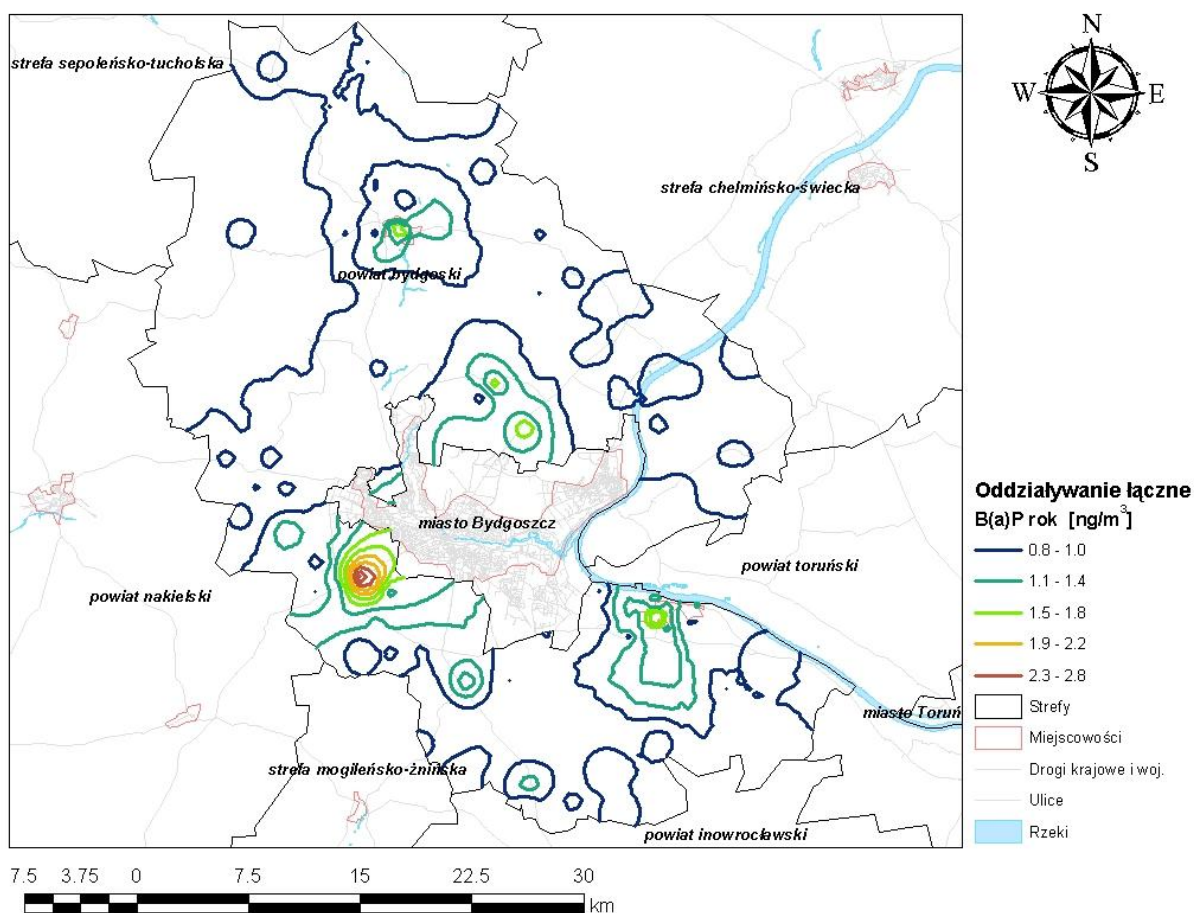 strefa sępoleńsko-tucholska
N
W
E
S
strefa chełmińsko-świecka
powiat bydgoski
miasto Bydgoszcz
powiat toruński
powiat nakielski
miasto Toruń
strefa mogileńsko-żnińska
powiat inowrocławski
Oddziaływanie łączne
B(a)P rok [ng/m³]
0.8 - 1.0
1.1 - 1.4
1.5 - 1.8
1.9 - 2.2
2.3 - 2.8
Strefy
Miejscowości
Drogi krajowe i woj.
Ulice
Rzeki
7.5 3.75 0 7.5 15 22.5 30
km